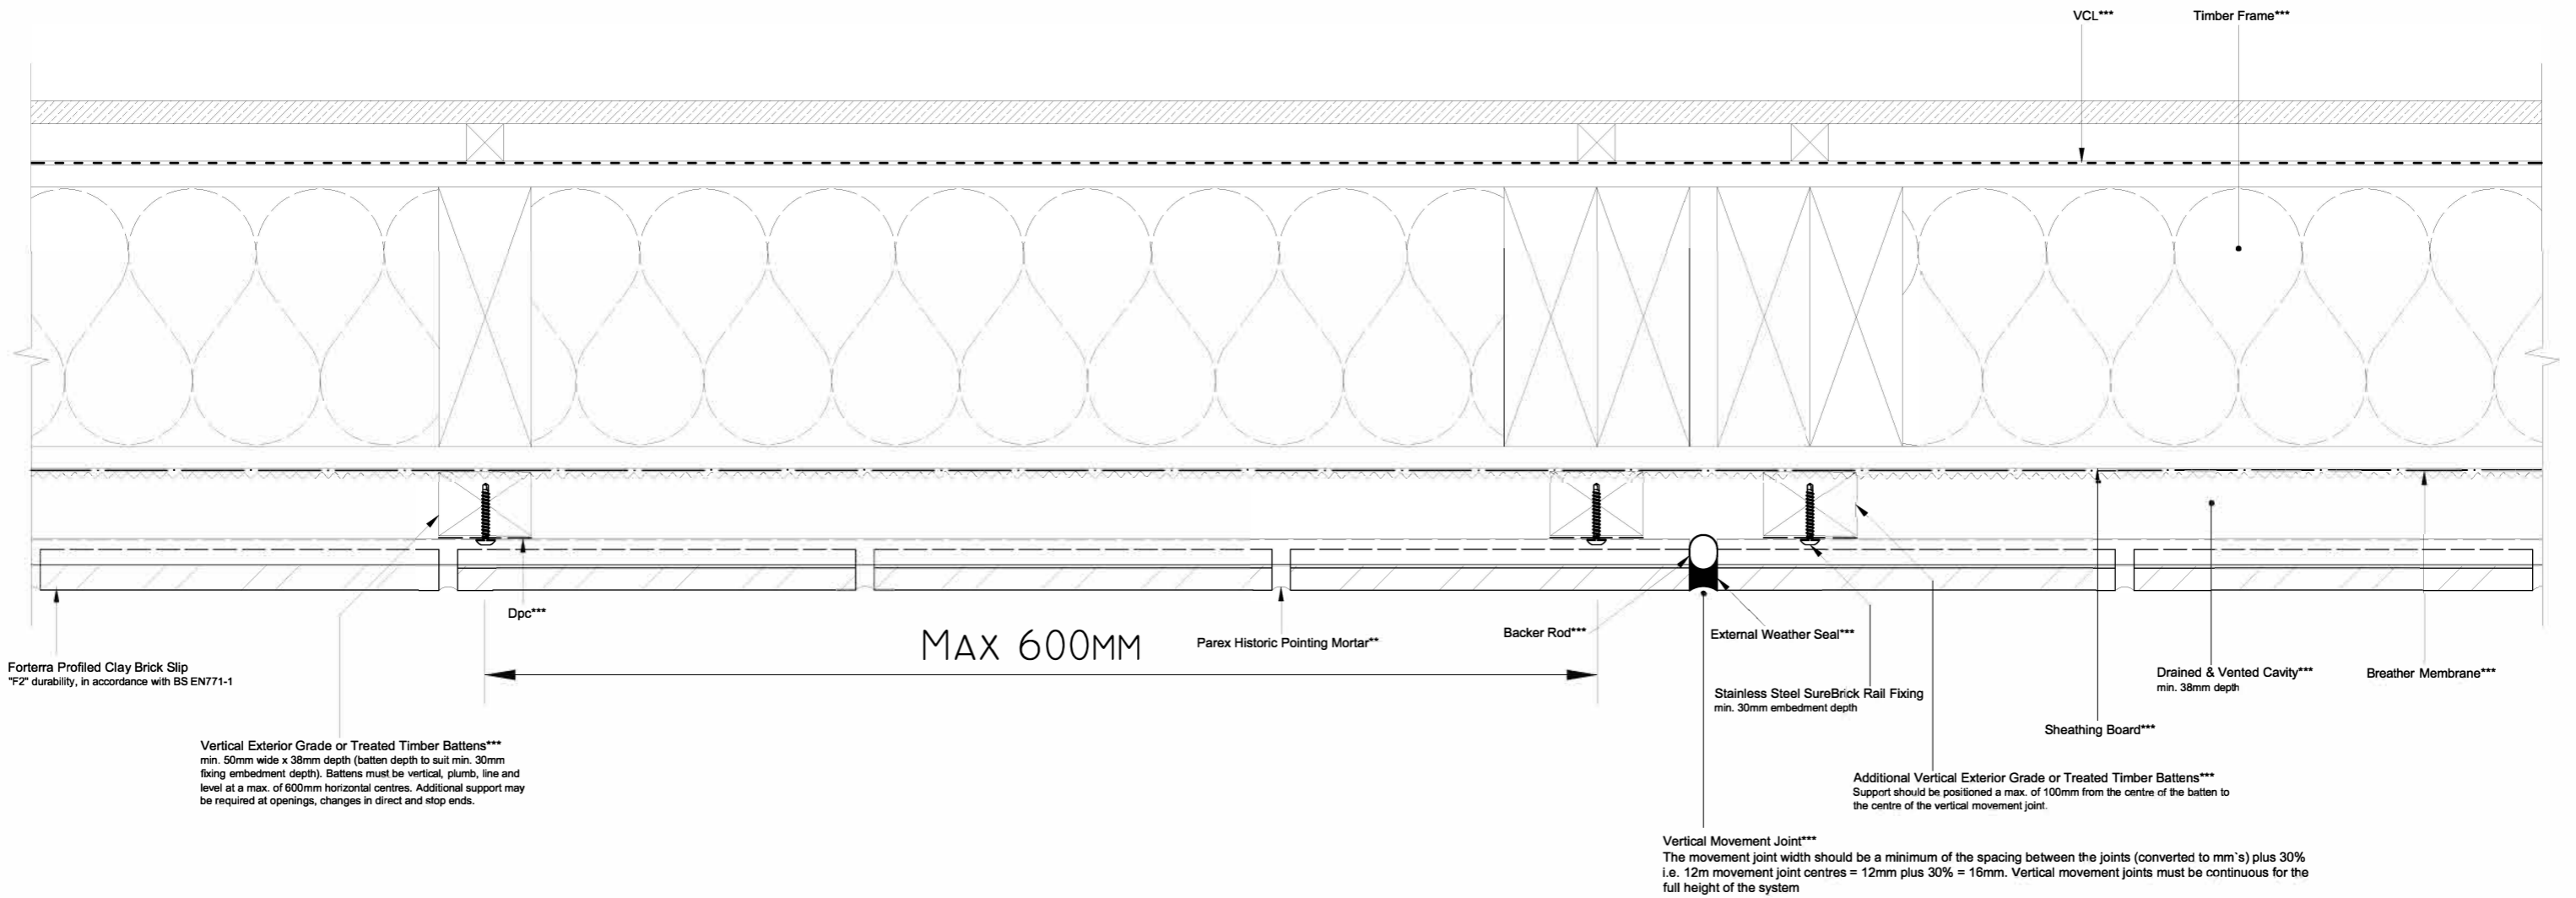 VCL***
Timber Frame***
Dpc***
MAX 600MM
Parex Historic Pointing Mortar**
Backer Rod***
External Weather Seal***
Forterra Profiled Clay Brick Slip
"F2" durability, in accordance with BS EN771-1
Stainless Steel SureBrick Rail Fixing
min. 30mm embedment depth
Drained & Vented Cavity***
min. 38mm depth
Breather Membrane***
Sheathing Board***
Vertical Exterior Grade or Treated Timber Battens***
min. 50mm wide x 38mm depth (batten depth to suit min. 30mm
fixing embedment depth). Battens must be vertical, plumb, line and
level at a max. of 600mm horizontal centres. Additional support may
be required at openings, changes in direct and stop ends.
Additional Vertical Exterior Grade or Treated Timber Battens***
Support should be positioned a max. of 100mm from the centre of the batten to
the centre of the vertical movement joint.
Vertical Movement Joint***
The movement joint width should be a minimum of the spacing between the joints (converted to mm`s) plus 30%
i.e. 12m movement joint centres = 12mm plus 30% = 16mm. Vertical movement joints must be continuous for the
full height of the system